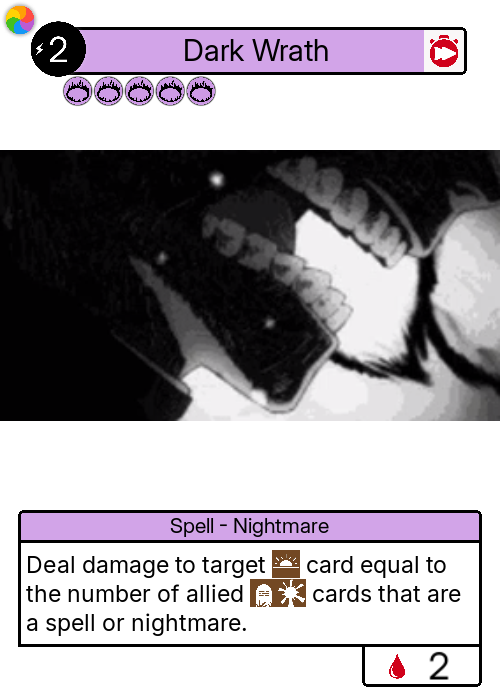 2
Dark Wrath
Spell - Nightmare
Deal damage to target card equal to
the number of allied cards that are
a spell or nightmare.
2